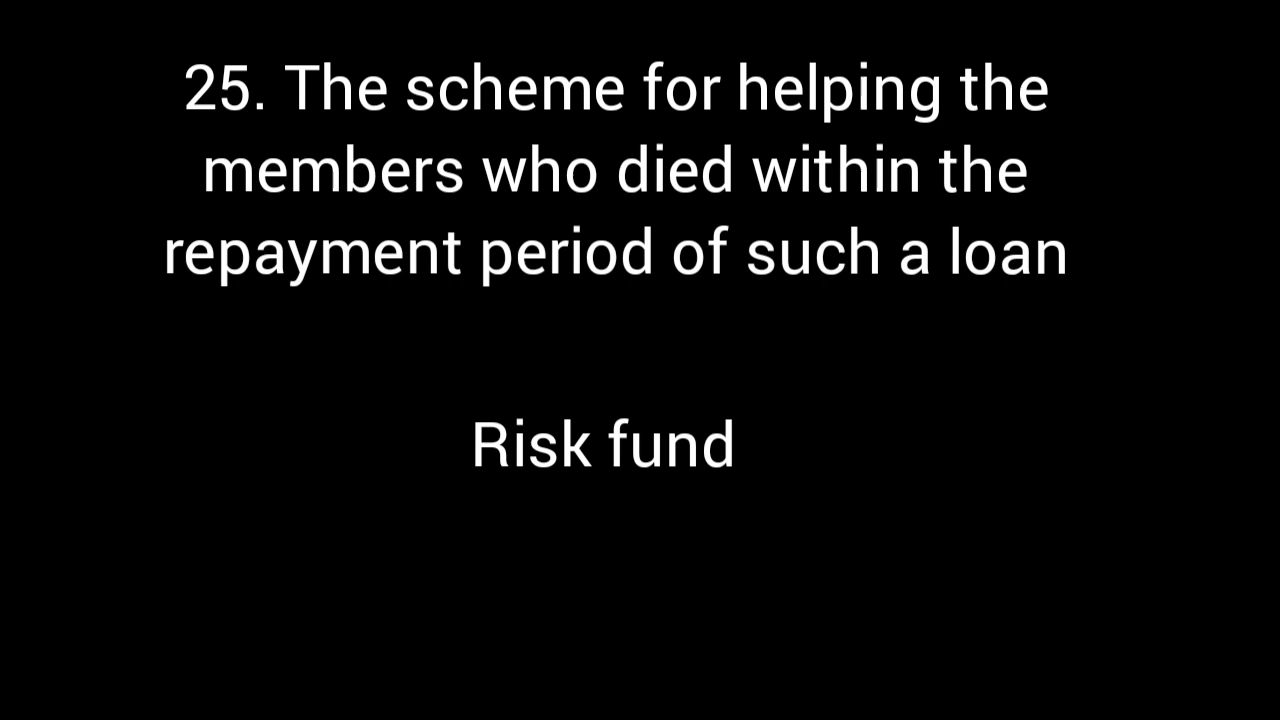 25. The scheme for helping the
members who died within the
repayment period of such a loan
Risk fund